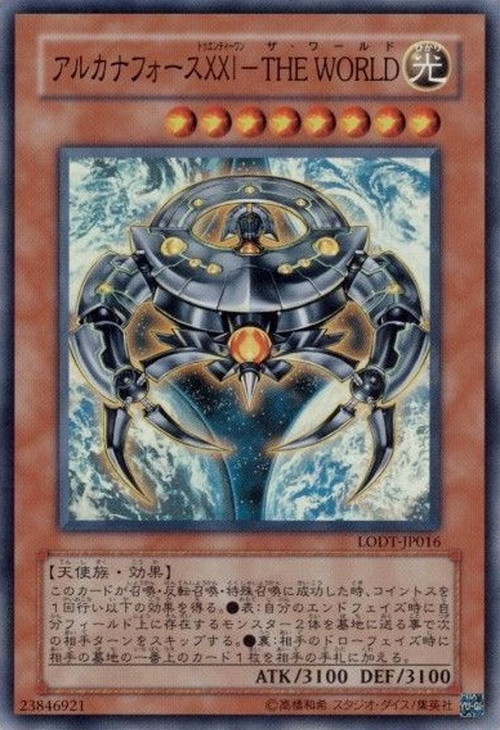 トゥエンティーワン ザ・ワールド
アルカナフォースXXI－THE WORLD
ひかり
光
LODT-JP016
【天使族・効果】
このカードが召喚・反転召喚・特殊召喚に成功した時、コイントスを
1回行い以下の効果を得る。●表：自分のエンドフェイズ時に自
分フィールド上に存在するモンスター2体を墓地に送る事で次
の相手ターンをスキップする。●裏：相手のドローフェイズ時に
相手の墓地の一番上のカード1枚を相手の手札に加える。
ATK/3100 DEF/3100
23846921
©高橋和希 スタジオ・ダイス/集英社